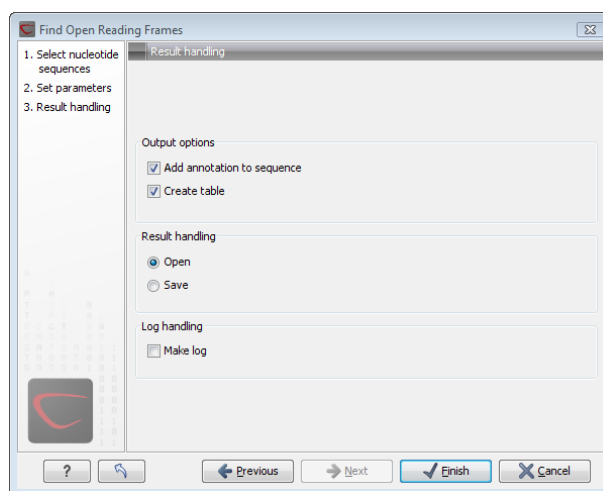 Find Open Reading Frames
1. Select nucleotide
sequences
2. Set parameters
3. Result handling
Result handling
Output options
Add annotation to sequence
Create table
Result handling
Open
Save
Log handling
Make log
?
Previous
Next
Finish
Cancel